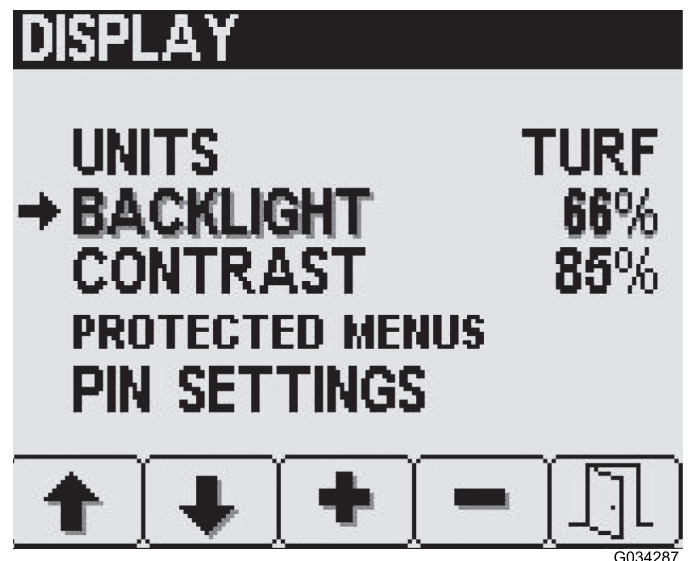 DISPLAY
UNITS TURF
BACKLIGHT 66%
CONTRAST 85%
PROTECTED MENUS
PIN SETTINGS
G034287